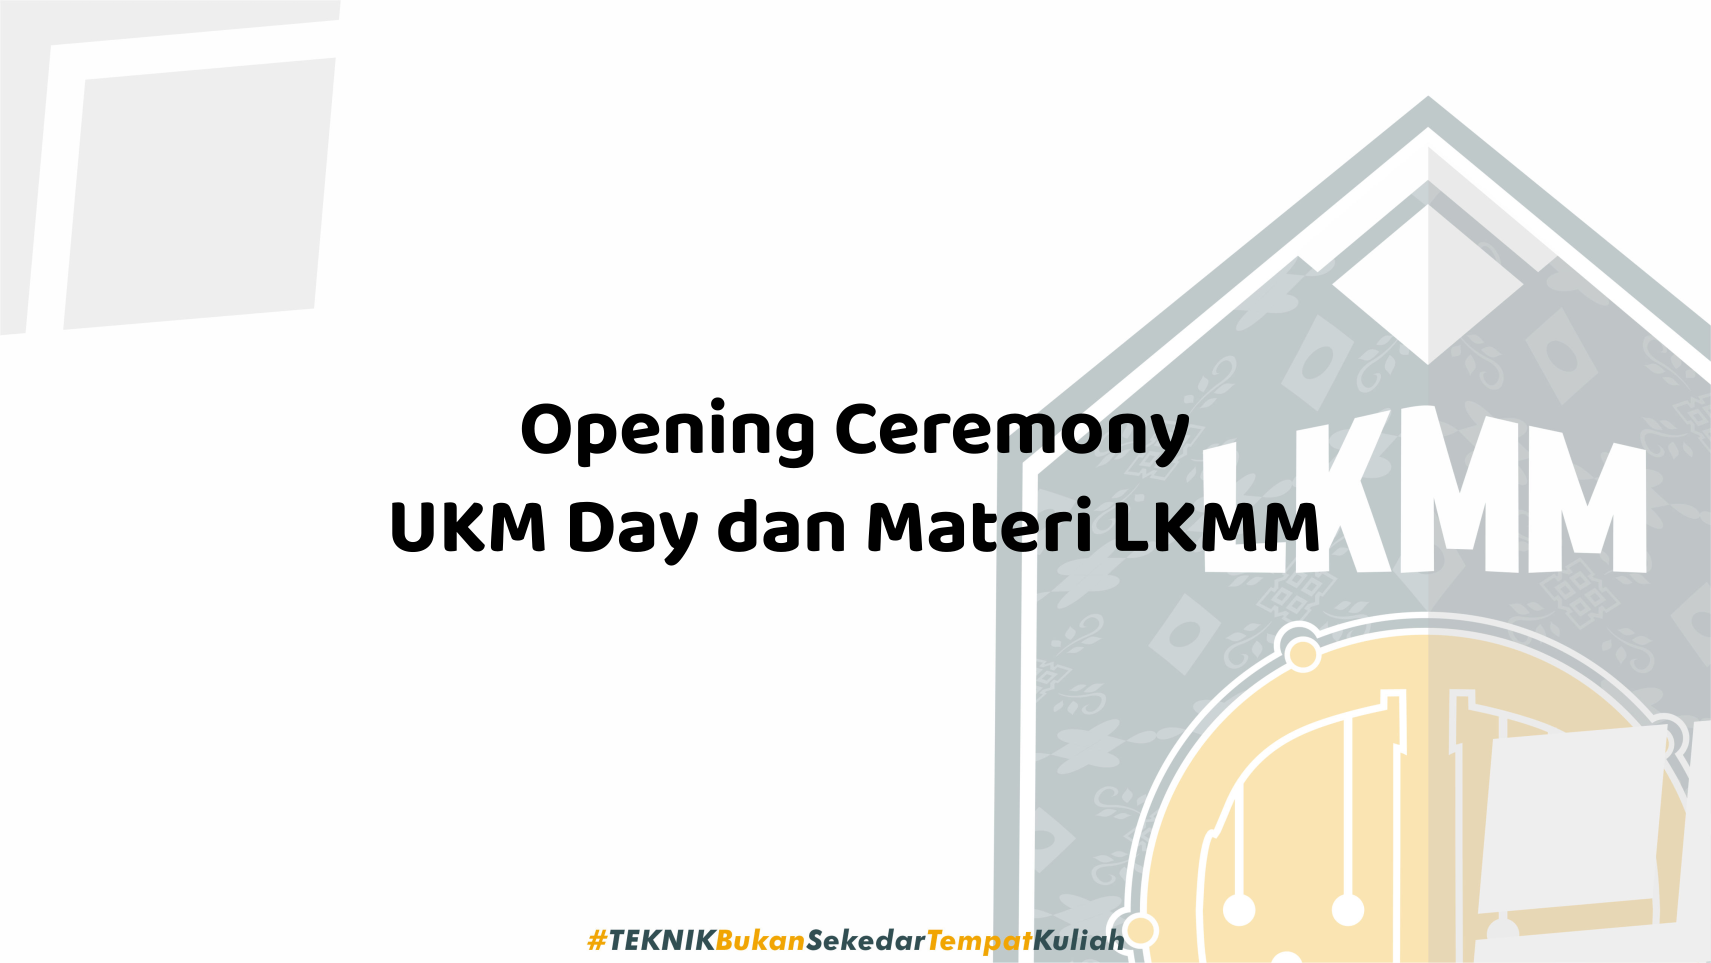 Opening Ceremony
UKM Day dan Materi LKMM
LKMM
#TEKNIKBukanSekedarTempatKuliah